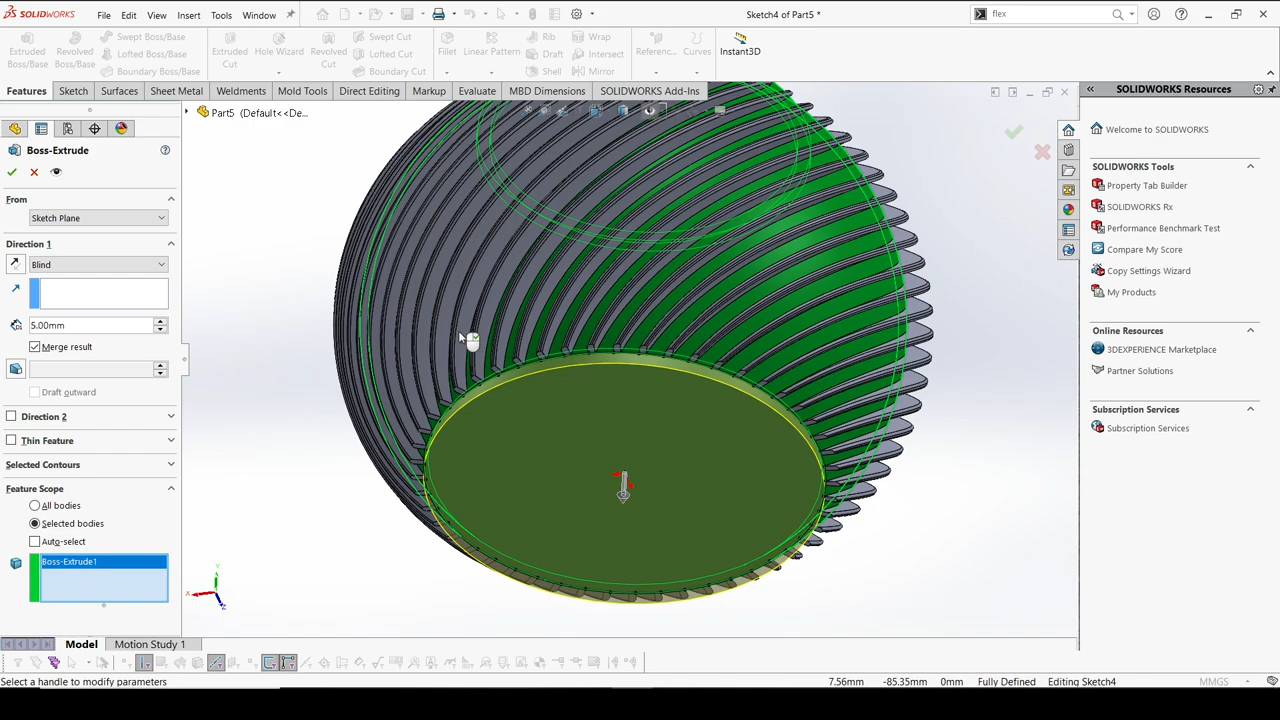 SOLIDWORKS
File Edit View Insert Tools Window
Sketch4 of Part5 *
flex
Extruded Boss/Base
Revolved Boss/Base
Swept Boss/Base
Lofted Boss/Base
Boundary Boss/Base
Extruded Cut
Hole Wizard
Revolved Cut
Swept Cut
Lofted Cut
Boundary Cut
Fillet
Linear Pattern
Rib
Draft
Shell
Wrap
Intersect
Mirror
Referenc...
Curves
Instant3D
Features Sketch Surfaces Sheet Metal Weldments Mold Tools Direct Editing Markup Evaluate MBD Dimensions SOLIDWORKS Add-Ins
Part5 (Default<<De...
Boss-Extrude
From
Sketch Plane
Direction 1
Blind
5.00mm
Merge result
Draft outward
Direction 2
Thin Feature
Selected Contours
Feature Scope
All bodies
Selected bodies
Auto-select
Boss-Extrude1
X
Y
Z
SOLIDWORKS Resources
Welcome to SOLIDWORKS
SOLIDWORKS Tools
Property Tab Builder
SOLIDWORKS Rx
Performance Benchmark Test
Compare My Score
Copy Settings Wizard
My Products
Online Resources
3DEXPERIENCE Marketplace
Partner Solutions
Subscription Services
Subscription Services
Model Motion Study 1
Select a handle to modify parameters
7.56mm -85.35mm 0mm Fully Defined Editing Sketch4 MMGS